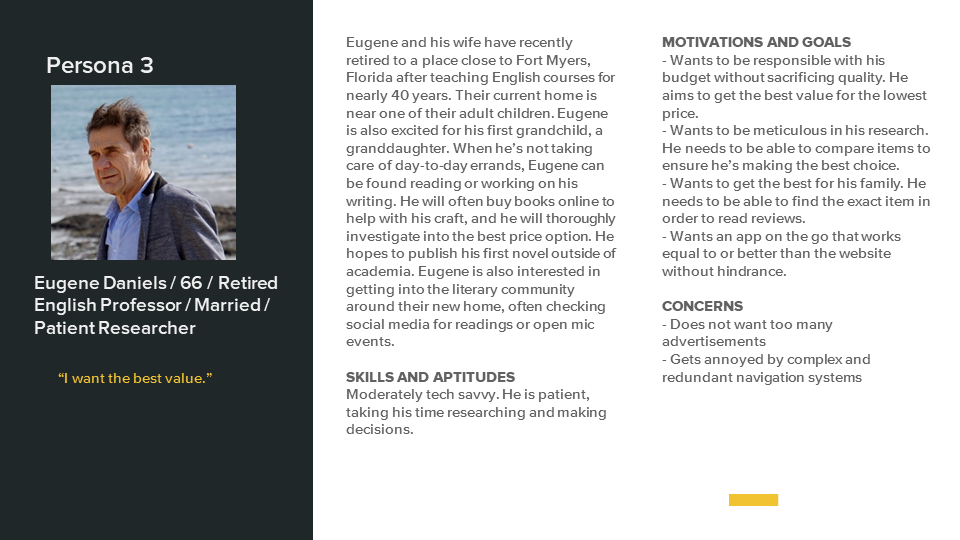 Persona 3
Eugene Daniels / 66 / Retired
English Professor / Married /
Patient Researcher
“I want the best value.”
Eugene and his wife have recently
retired to a place close to Fort Myers,
Florida after teaching English courses for
nearly 40 years. Their current home is
near one of their adult children. Eugene
is also excited for his first grandchild, a
granddaughter. When he’s not taking
care of day-to-day errands, Eugene can
be found reading or working on his
writing. He will often buy books online to
help with his craft, and he will thoroughly
investigate into the best price option. He
hopes to publish his first novel outside of
academia. Eugene is also interested in
getting into the literary community
around their new home, often checking
social media for readings or open mic
events.
SKILLS AND APTITUDES
Moderately tech savvy. He is patient,
taking his time researching and making
decisions.
MOTIVATIONS AND GOALS
- Wants to be responsible with his
budget without sacrificing quality. He
aims to get the best value for the lowest
price.
- Wants to be meticulous in his research.
He needs to be able to compare items to
ensure he’s making the best choice.
- Wants to get the best for his family. He
needs to be able to find the exact item in
order to read reviews.
- Wants an app on the go that works
equal to or better than the website
without hindrance.
CONCERNS
- Does not want too many
advertisements
- Gets annoyed by complex and
redundant navigation systems